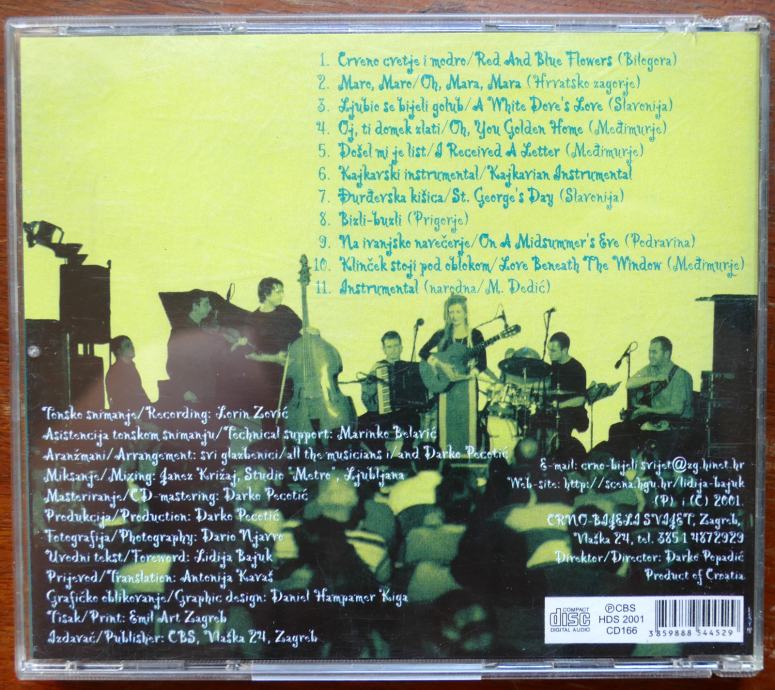 1. Crveno cvetje i modro/Red And Blue Flowers (Bilogora)
2. Maro, Maro/Oh, Mara, Mara (Hrvatsko zagorje)
3. Ljubio se bijeli golub/A White Dove's Love (Slavonija)
4. Oj, ti domek zlati/Oh, You Golden Home (Međimurje)
5. Došel mi je list/I Received A Letter (Međimurje)
6. Kajkavski instrumental/Kajkavian Instrumental
7. Đurđevska kišica/St. George's Day (Slavonija)
8. Bizli-buzli (Prigorje)
9. Na ivanjsko navečerje/On A Midsummer's Eve (Podravina)
10. Klinček stoji pod oblokom/Love Beneath The Window (Međimurje)
11. Instrumental (narodna/M. Dedić)
Tonsko snimanje/Recording: Lorin Zović
Asistencija tonskom snimanju/Technical support: Marinko Belavić
Aranžmani/Arrangement: svi glazbenici/all the musicians i/and Darko Pecotić
Miksanje/Mixing: Janez Križaj, Studio "Metro", Ljubljana
Masteriranje/CD-mastering: Darko Pecotić
Produkcija/Production: Darko Pecotić
Fotografija/Photography: Dario Njavro
Uvodni tekst/Foreword: Lidija Bajuk
Prijevod/Translation: Antonija Karaš
Grafičko oblikovanje/Graphic design: Daniel Hampamer Kiga
Tisak/Print: Emil Art Zagreb
Izdavač/Publisher: CBS, Vlaška 24, Zagreb
E-mail: crno-bijeli svijet@zg.hinet.hr
Web-site: http://scena.hgu.hr/lidija-bajuk
(P) i (C) 2001.
CRNO-BIJELI SVIJET, Zagreb,
Vlaška 24, tel. 385 1 4872929
Direktor/Director: Darko Popadić
Product of Croatia
COMPACT disc DIGITAL AUDIO
℗CBS
HDS 2001
CD166
3 859888 544529